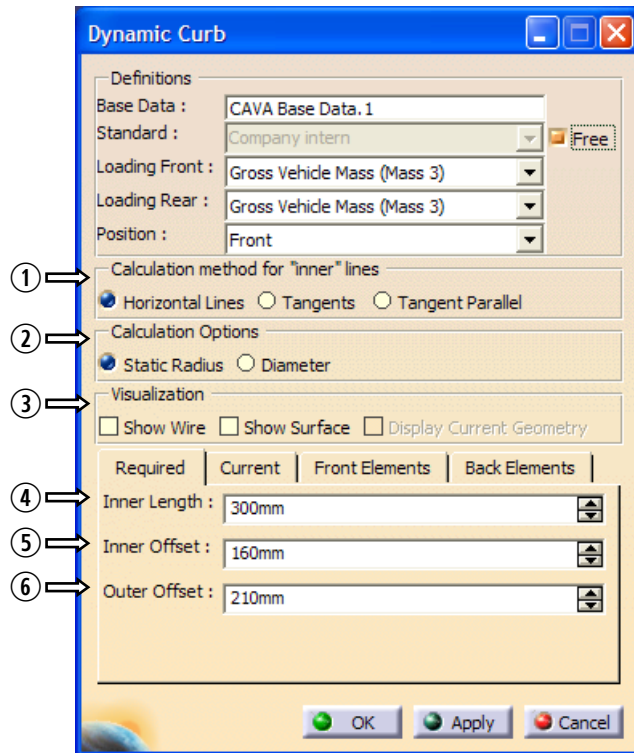 Dynamic Curb
Definitions
Base Data : CAVA Base Data.1
Standard : Company intern Free
Loading Front : Gross Vehicle Mass (Mass 3)
Loading Rear : Gross Vehicle Mass (Mass 3)
Position : Front
① Calculation method for "inner" lines
Horizontal Lines Tangents Tangent Parallel
② Calculation Options
Static Radius Diameter
③ Visualization
Show Wire Show Surface Display Current Geometry
Required Current Front Elements Back Elements
④ Inner Length : 300mm
⑤ Inner Offset : 160mm
⑥ Outer Offset : 210mm
OK Apply Cancel